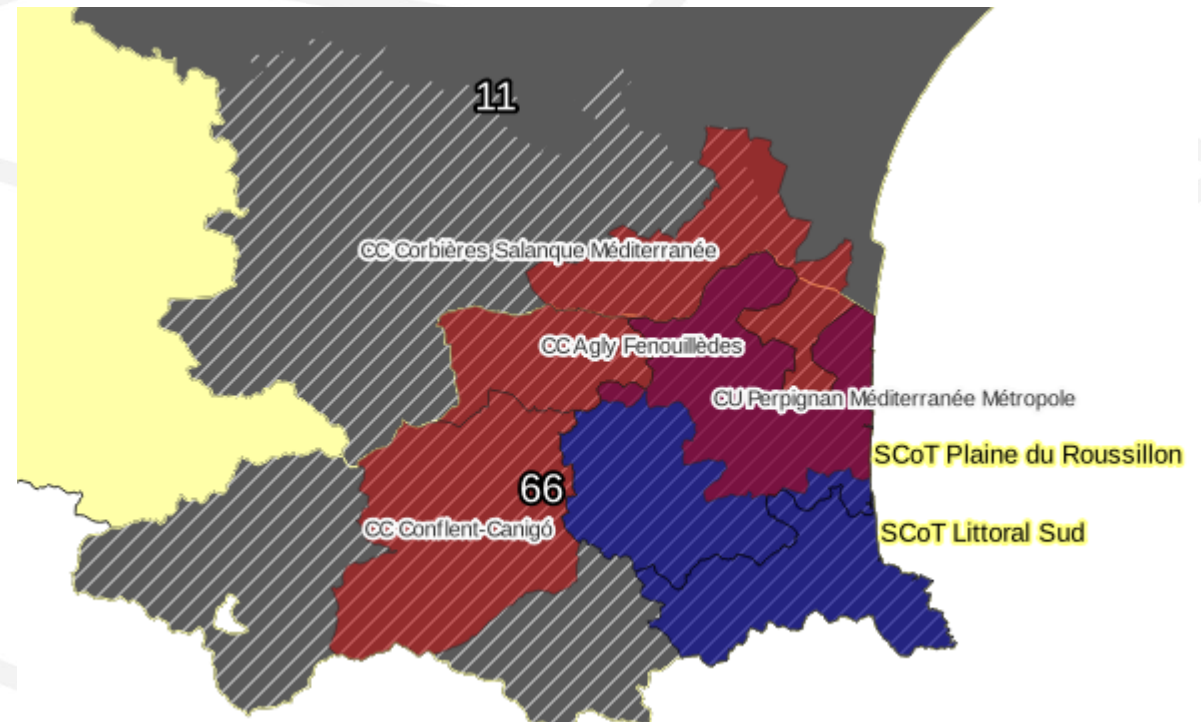 11
CC Corbières Salanque Méditerranée
CC Agly Fenouillèdes
CU Perpignan Méditerranée Métropole
SCoT Plaine du Roussillon
66
CC Conflent-Canigó
SCoT Littoral Sud